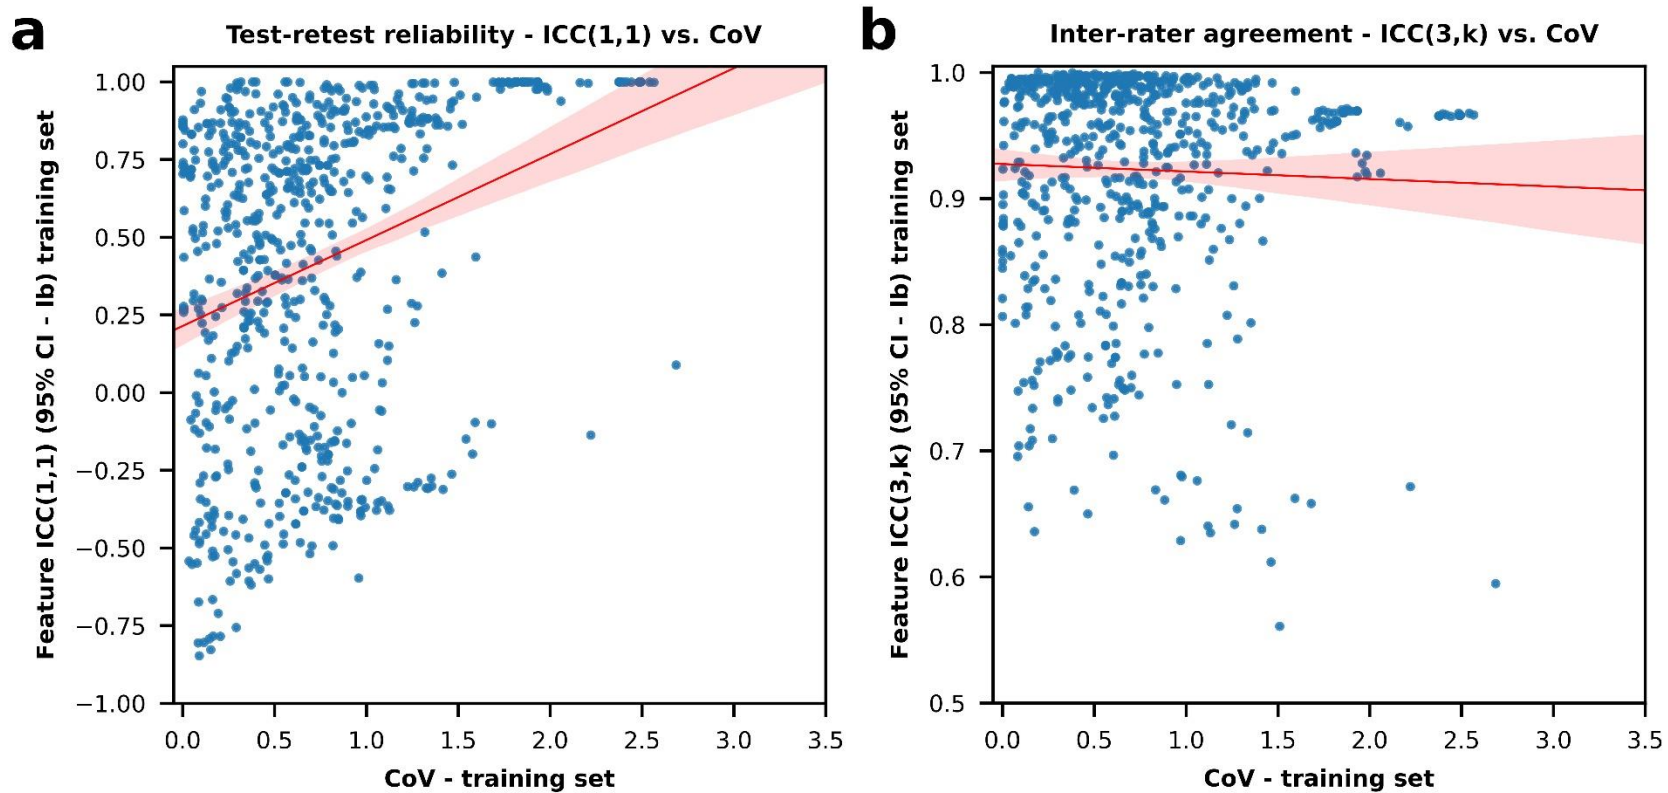 a
Test-retest reliability - ICC(1,1) vs. CoV
Feature ICC(1,1) (95% CI - lb) training set
1.00
0.75
0.50
0.25
0.00
−0.25
−0.50
−0.75
−1.00
0.0 0.5 1.0 1.5 2.0 2.5 3.0 3.5
CoV - training set
b
Inter-rater agreement - ICC(3,k) vs. CoV
Feature ICC(3,k) (95% CI - lb) training set
1.0
0.9
0.8
0.7
0.6
0.5
0.0 0.5 1.0 1.5 2.0 2.5 3.0 3.5
CoV - training set